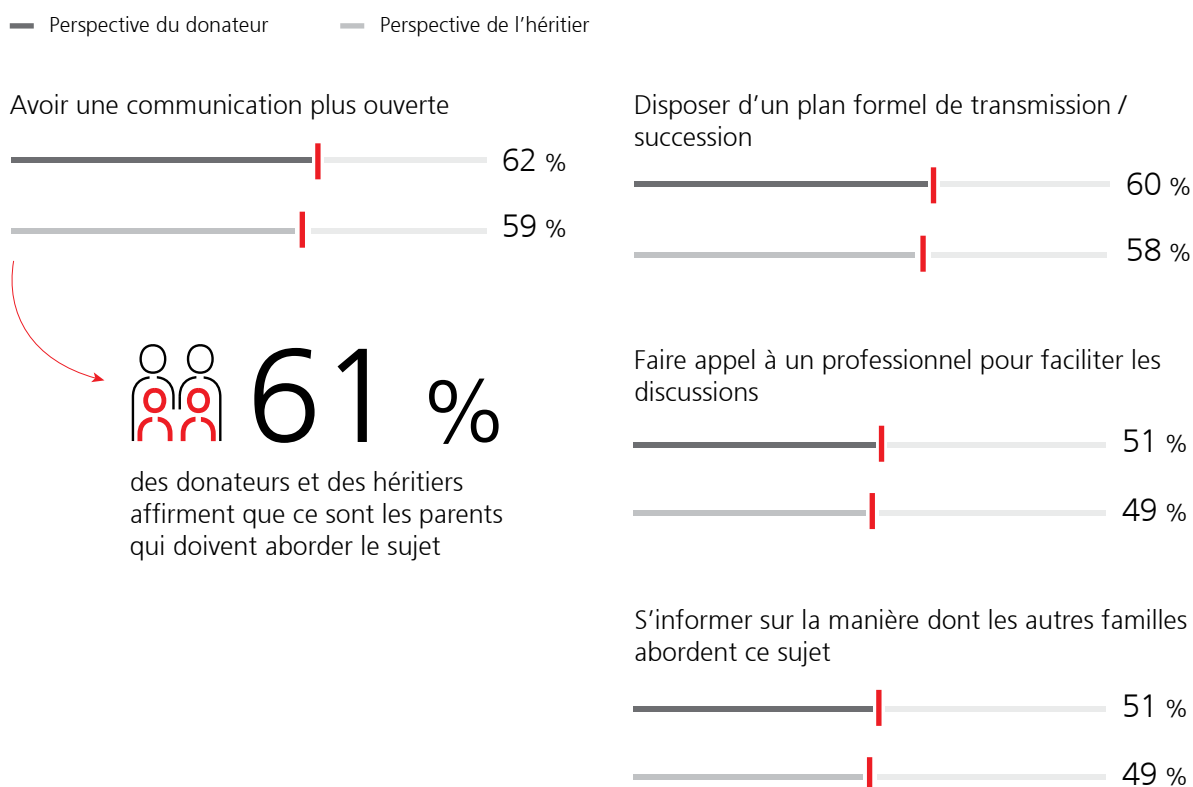 Perspective du donateur
Perspective de l’héritier
Avoir une communication plus ouverte
62 %
59 %
61 %
des donateurs et des héritiers
affirment que ce sont les parents
qui doivent aborder le sujet
Disposer d’un plan formel de transmission /
succession
60 %
58 %
Faire appel à un professionnel pour faciliter les
discussions
51 %
49 %
S’informer sur la manière dont les autres familles
abordent ce sujet
51 %
49 %